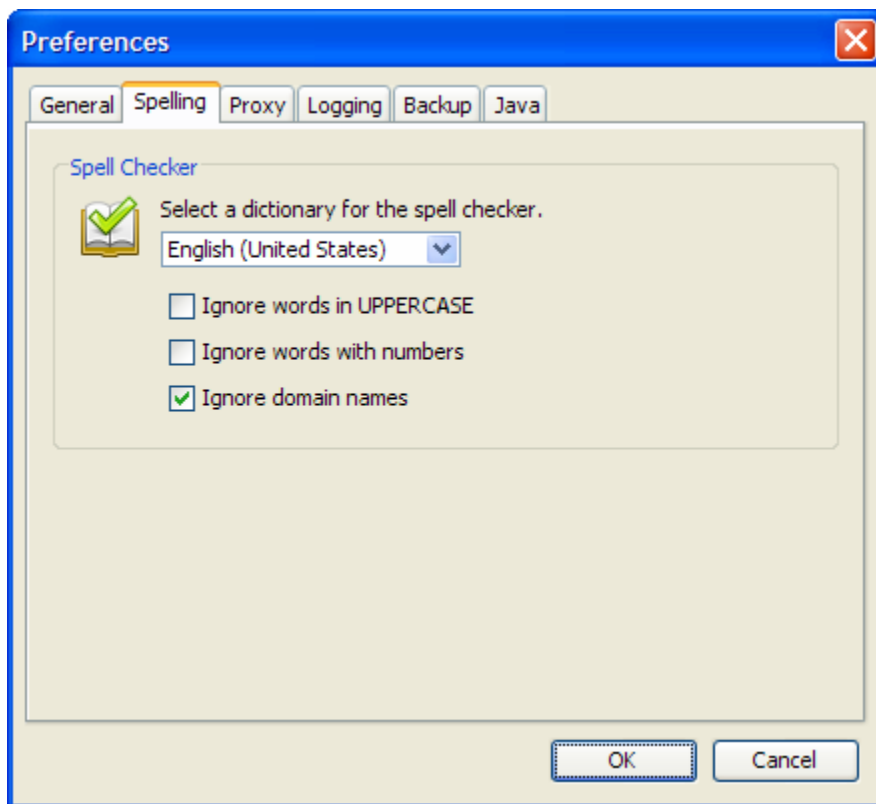 Preferences
General Spelling Proxy Logging Backup Java
Spell Checker
Select a dictionary for the spell checker.
English (United States)
Ignore words in UPPERCASE
Ignore words with numbers
Ignore domain names
OK Cancel